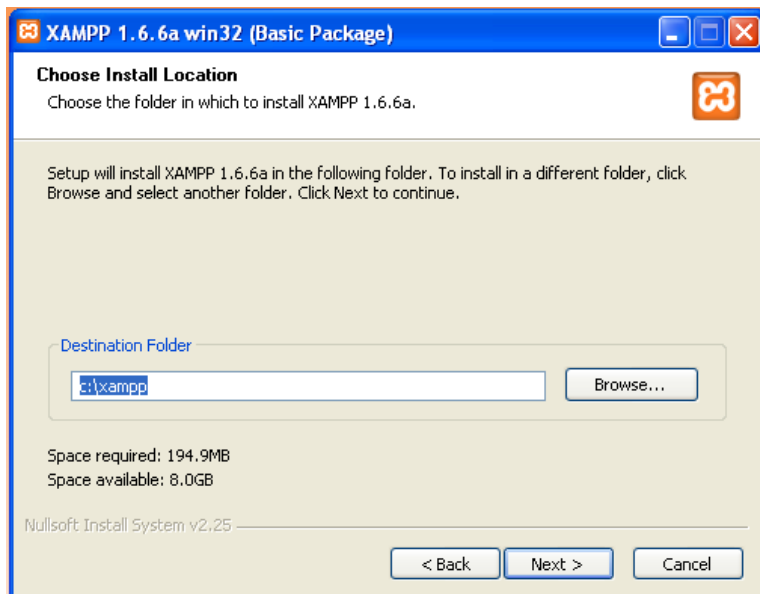 XAMPP 1.6.6a win32 (Basic Package)
Choose Install Location
Choose the folder in which to install XAMPP 1.6.6a.
Setup will install XAMPP 1.6.6a in the following folder. To install in a different folder, click
Browse and select another folder. Click Next to continue.
Destination Folder
c:\xampp
Browse...
Space required: 194.9MB
Space available: 8.0GB
Nullsoft Install System v2.25
< Back
Next >
Cancel